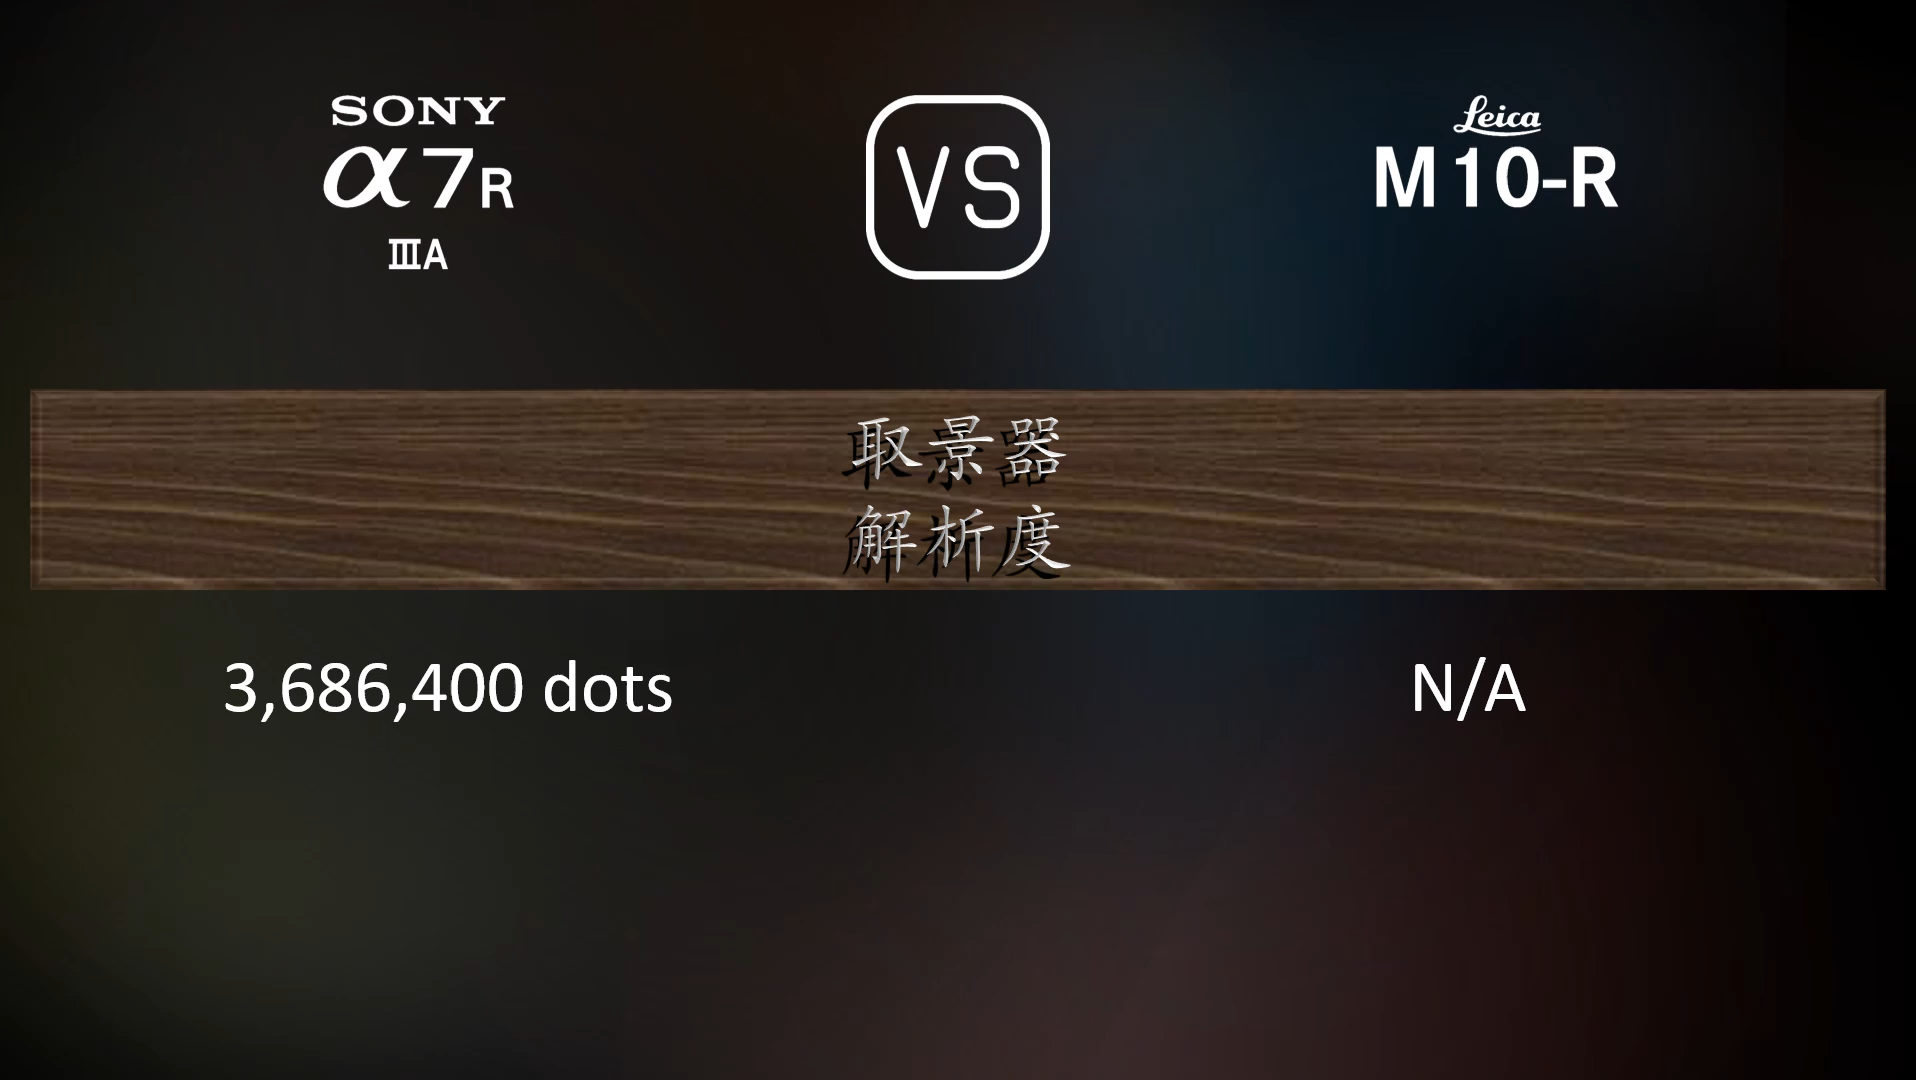 SONY
α7R
ⅢA
VS
Leica
M10-R
取景器
解析度
3,686,400 dots
N/A